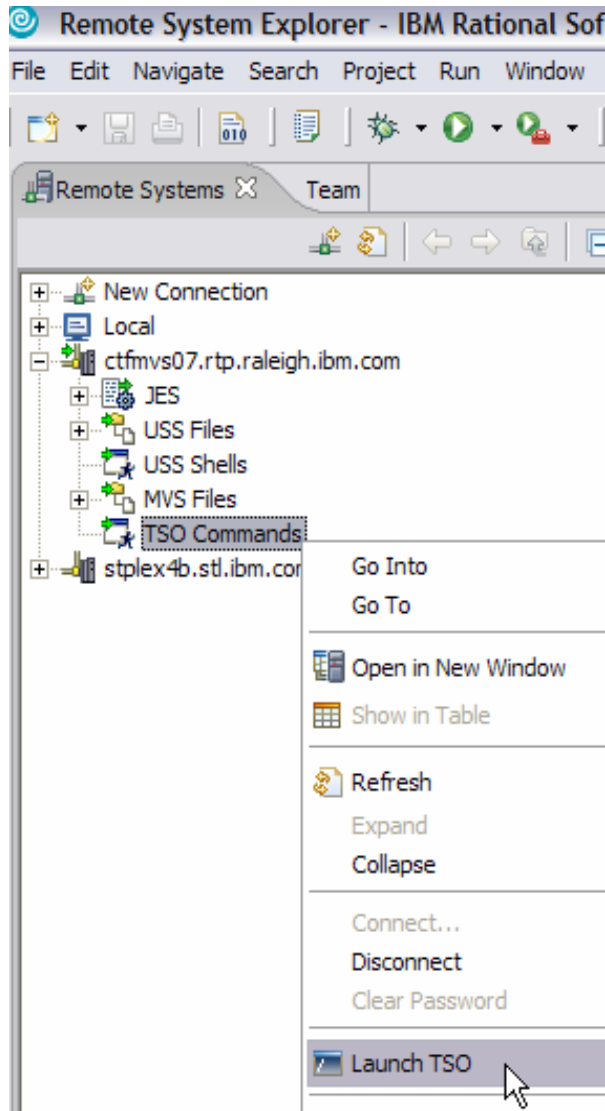 Remote System Explorer - IBM Rational Sof
File Edit Navigate Search Project Run Window
010
Remote Systems Team
New Connection
Local
ctfmvs07.rtp.raleigh.ibm.com
JES
USS Files
USS Shells
MVS Files
TSO Commands
stplex4b.stl.ibm.cor
Go Into
Go To
Open in New Window
Show in Table
Refresh
Expand
Collapse
Connect...
Disconnect
Clear Password
Launch TSO